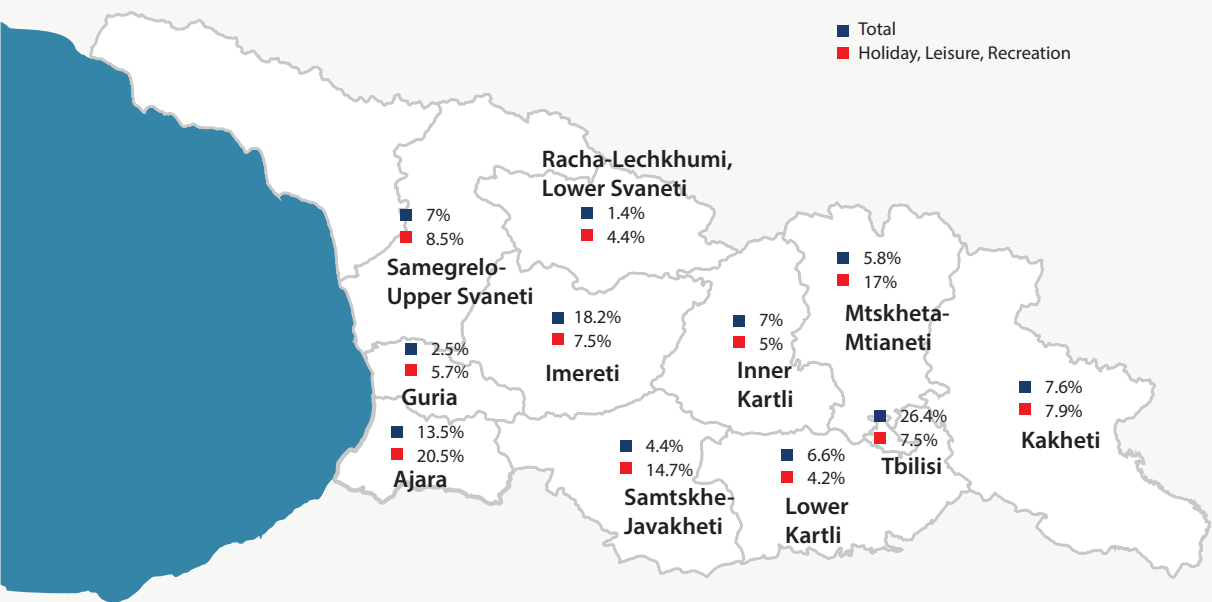 Total
Holiday, Leisure, Recreation
Racha-Lechkhumi,
Lower Svaneti
1.4%
4.4%
7%
8.5%
Samegrelo-
Upper Svaneti
5.8%
17%
Mtskheta-
Mtianeti
18.2%
7.5%
Imereti
7%
5%
Inner
Kartli
2.5%
5.7%
Guria
7.6%
7.9%
Kakheti
26.4%
7.5%
Tbilisi
13.5%
20.5%
Ajara
4.4%
14.7%
Samtskhe-
Javakheti
6.6%
4.2%
Lower
Kartli